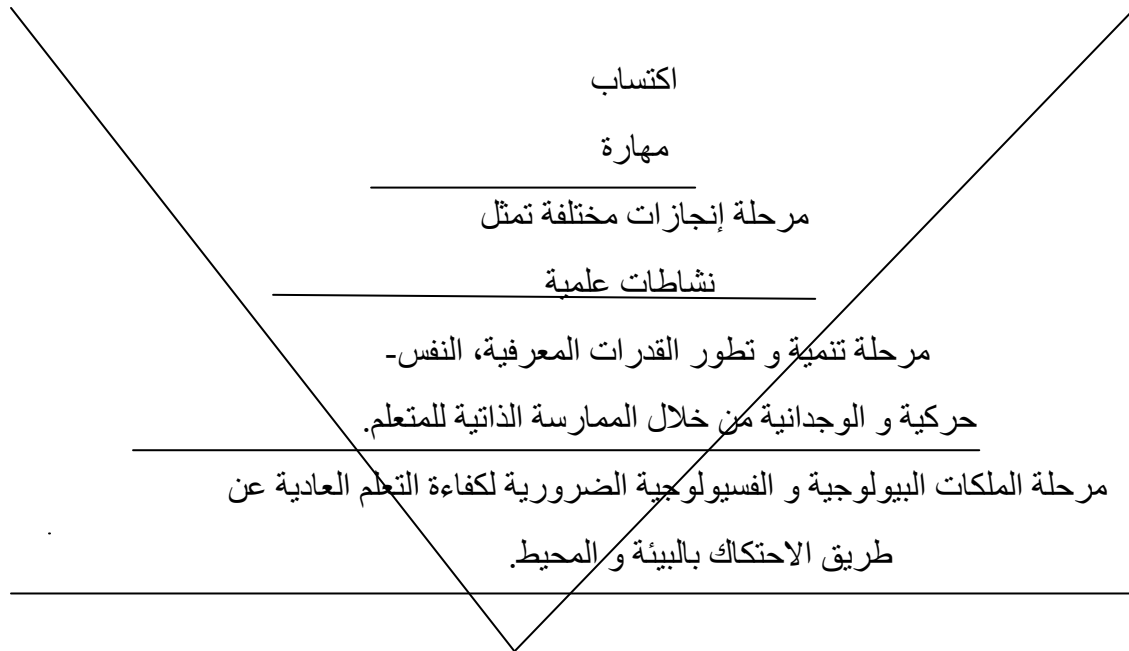 اكتساب
مهارة
مرحلة إنجازات مختلفة تمثل
نشاطات علمية
مرحلة تنمية و تطور القدرات المعرفية، النفس-
حركية و الوجدانية من خلال الممارسة الذاتية للمتعلم.
مرحلة الملكات البيولوجية و الفسيولوجية الضرورية لكفاءة التعلم العادية عن
طريق الاحتكاك بالبيئة و المحيط.